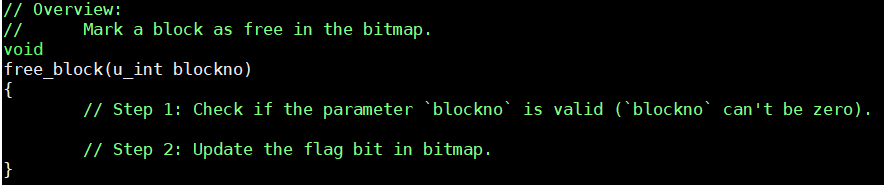 // Overview:
//      Mark a block as free in the bitmap.
void
free_block(u_int blockno)
{
        // Step 1: Check if the parameter `blockno` is valid (`blockno` can't be zero).
        // Step 2: Update the flag bit in bitmap.
}